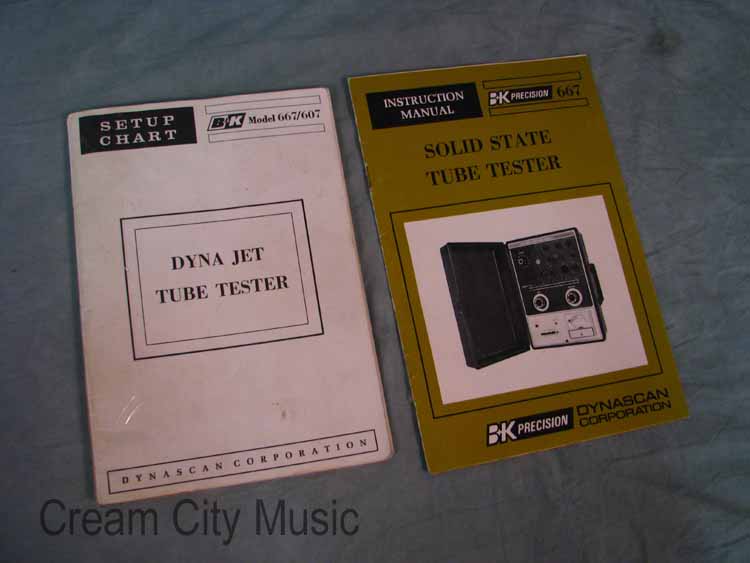 SETUP
CHART
B+K Model 667/607
DYNA JET
TUBE TESTER
DYNASCAN CORPORATION
INSTRUCTION
MANUAL
B+K PRECISION 667
SOLID STATE
TUBE TESTER
B+K PRECISION
DYNASCAN
CORPORATION
Cream City Music